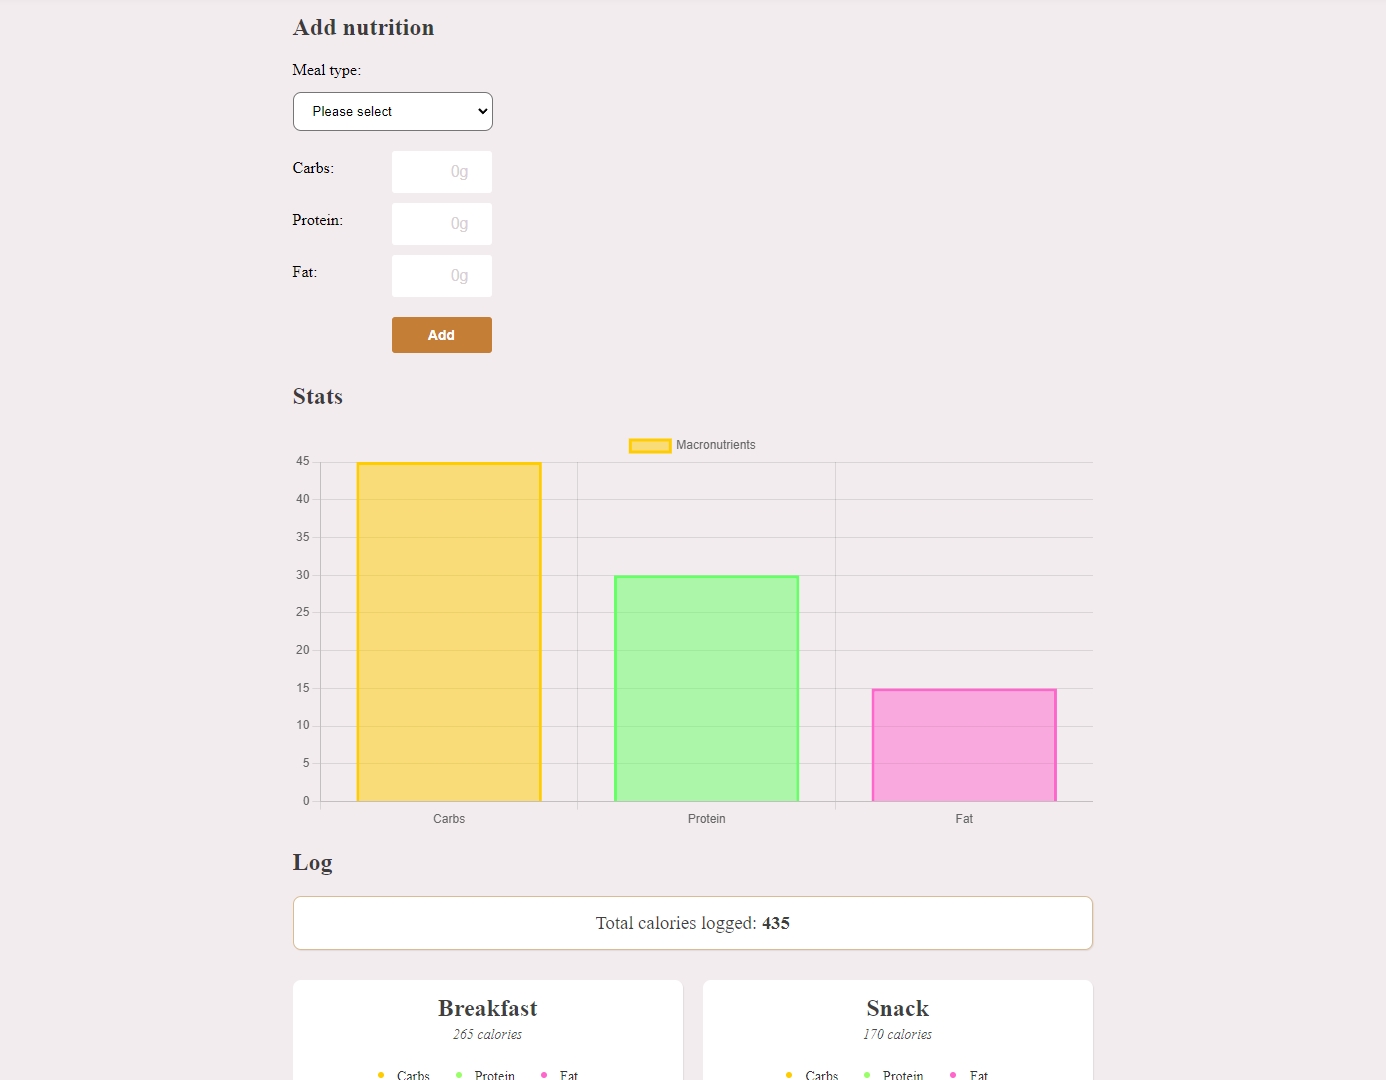 Add nutrition
Meal type:
Please select
Carbs: 0g
Protein: 0g
Fat: 0g
Add
Stats
Macronutrients
45
40
35
30
25
20
15
10
5
0
Carbs Protein Fat
Log
Total calories logged: 435
Breakfast Snack
265 calories 170 calories
Carbs Protein Fat Carbs Protein Fat